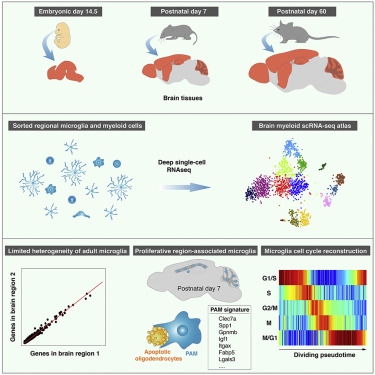 Embryonic day 14.5
Postnatal day 7
Postnatal day 60
Brain tissues
Sorted regional microglia and myeloid cells
Brain myeloid scRNA-seq atlas
Deep single-cell
RNAseq
Limited heterogeneity of adult microglia
Genes in brain region 2
Genes in brain region 1
Proliferative region-associated microglia
Postnatal day 7
Apoptotic
oligodendrocytes
PAM
PAM signature
Clec7a
Spp1
Gpnmb
Igf1
Itgax
Fabp5
Lgals3
....
Microglia cell cycle reconstruction
G1/S
S
G2/M
M
M/G1
Dividing pseudotime